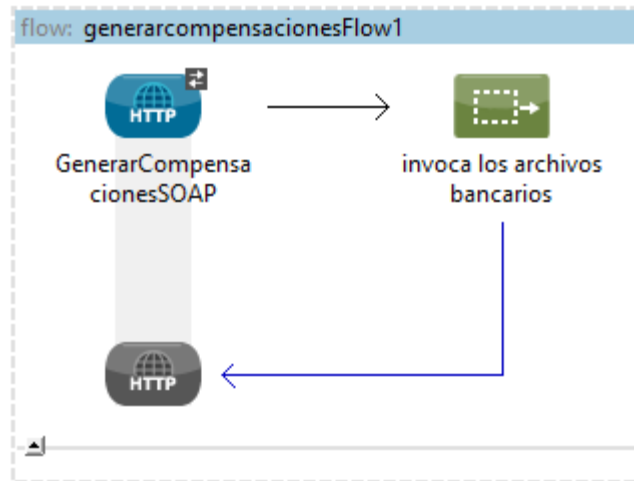 flow: generarcompensacionesFlow1
HTTP
GenerarCompensa
cionesSOAP
invoca los archivos
bancarios
HTTP